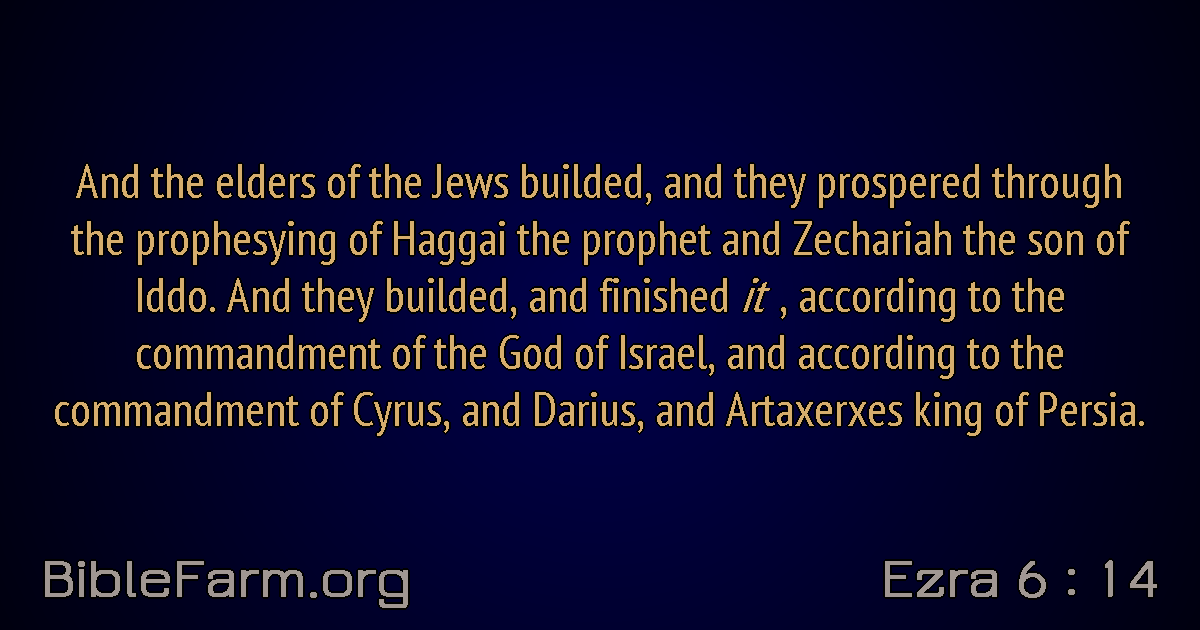 And the elders of the Jews builded, and they prospered through
the prophesying of Haggai the prophet and Zechariah the son of
Iddo. And they builded, and finished it , according to the
commandment of the God of Israel, and according to the
commandment of Cyrus, and Darius, and Artaxerxes king of Persia.
BibleFarm.org
Ezra 6 : 14